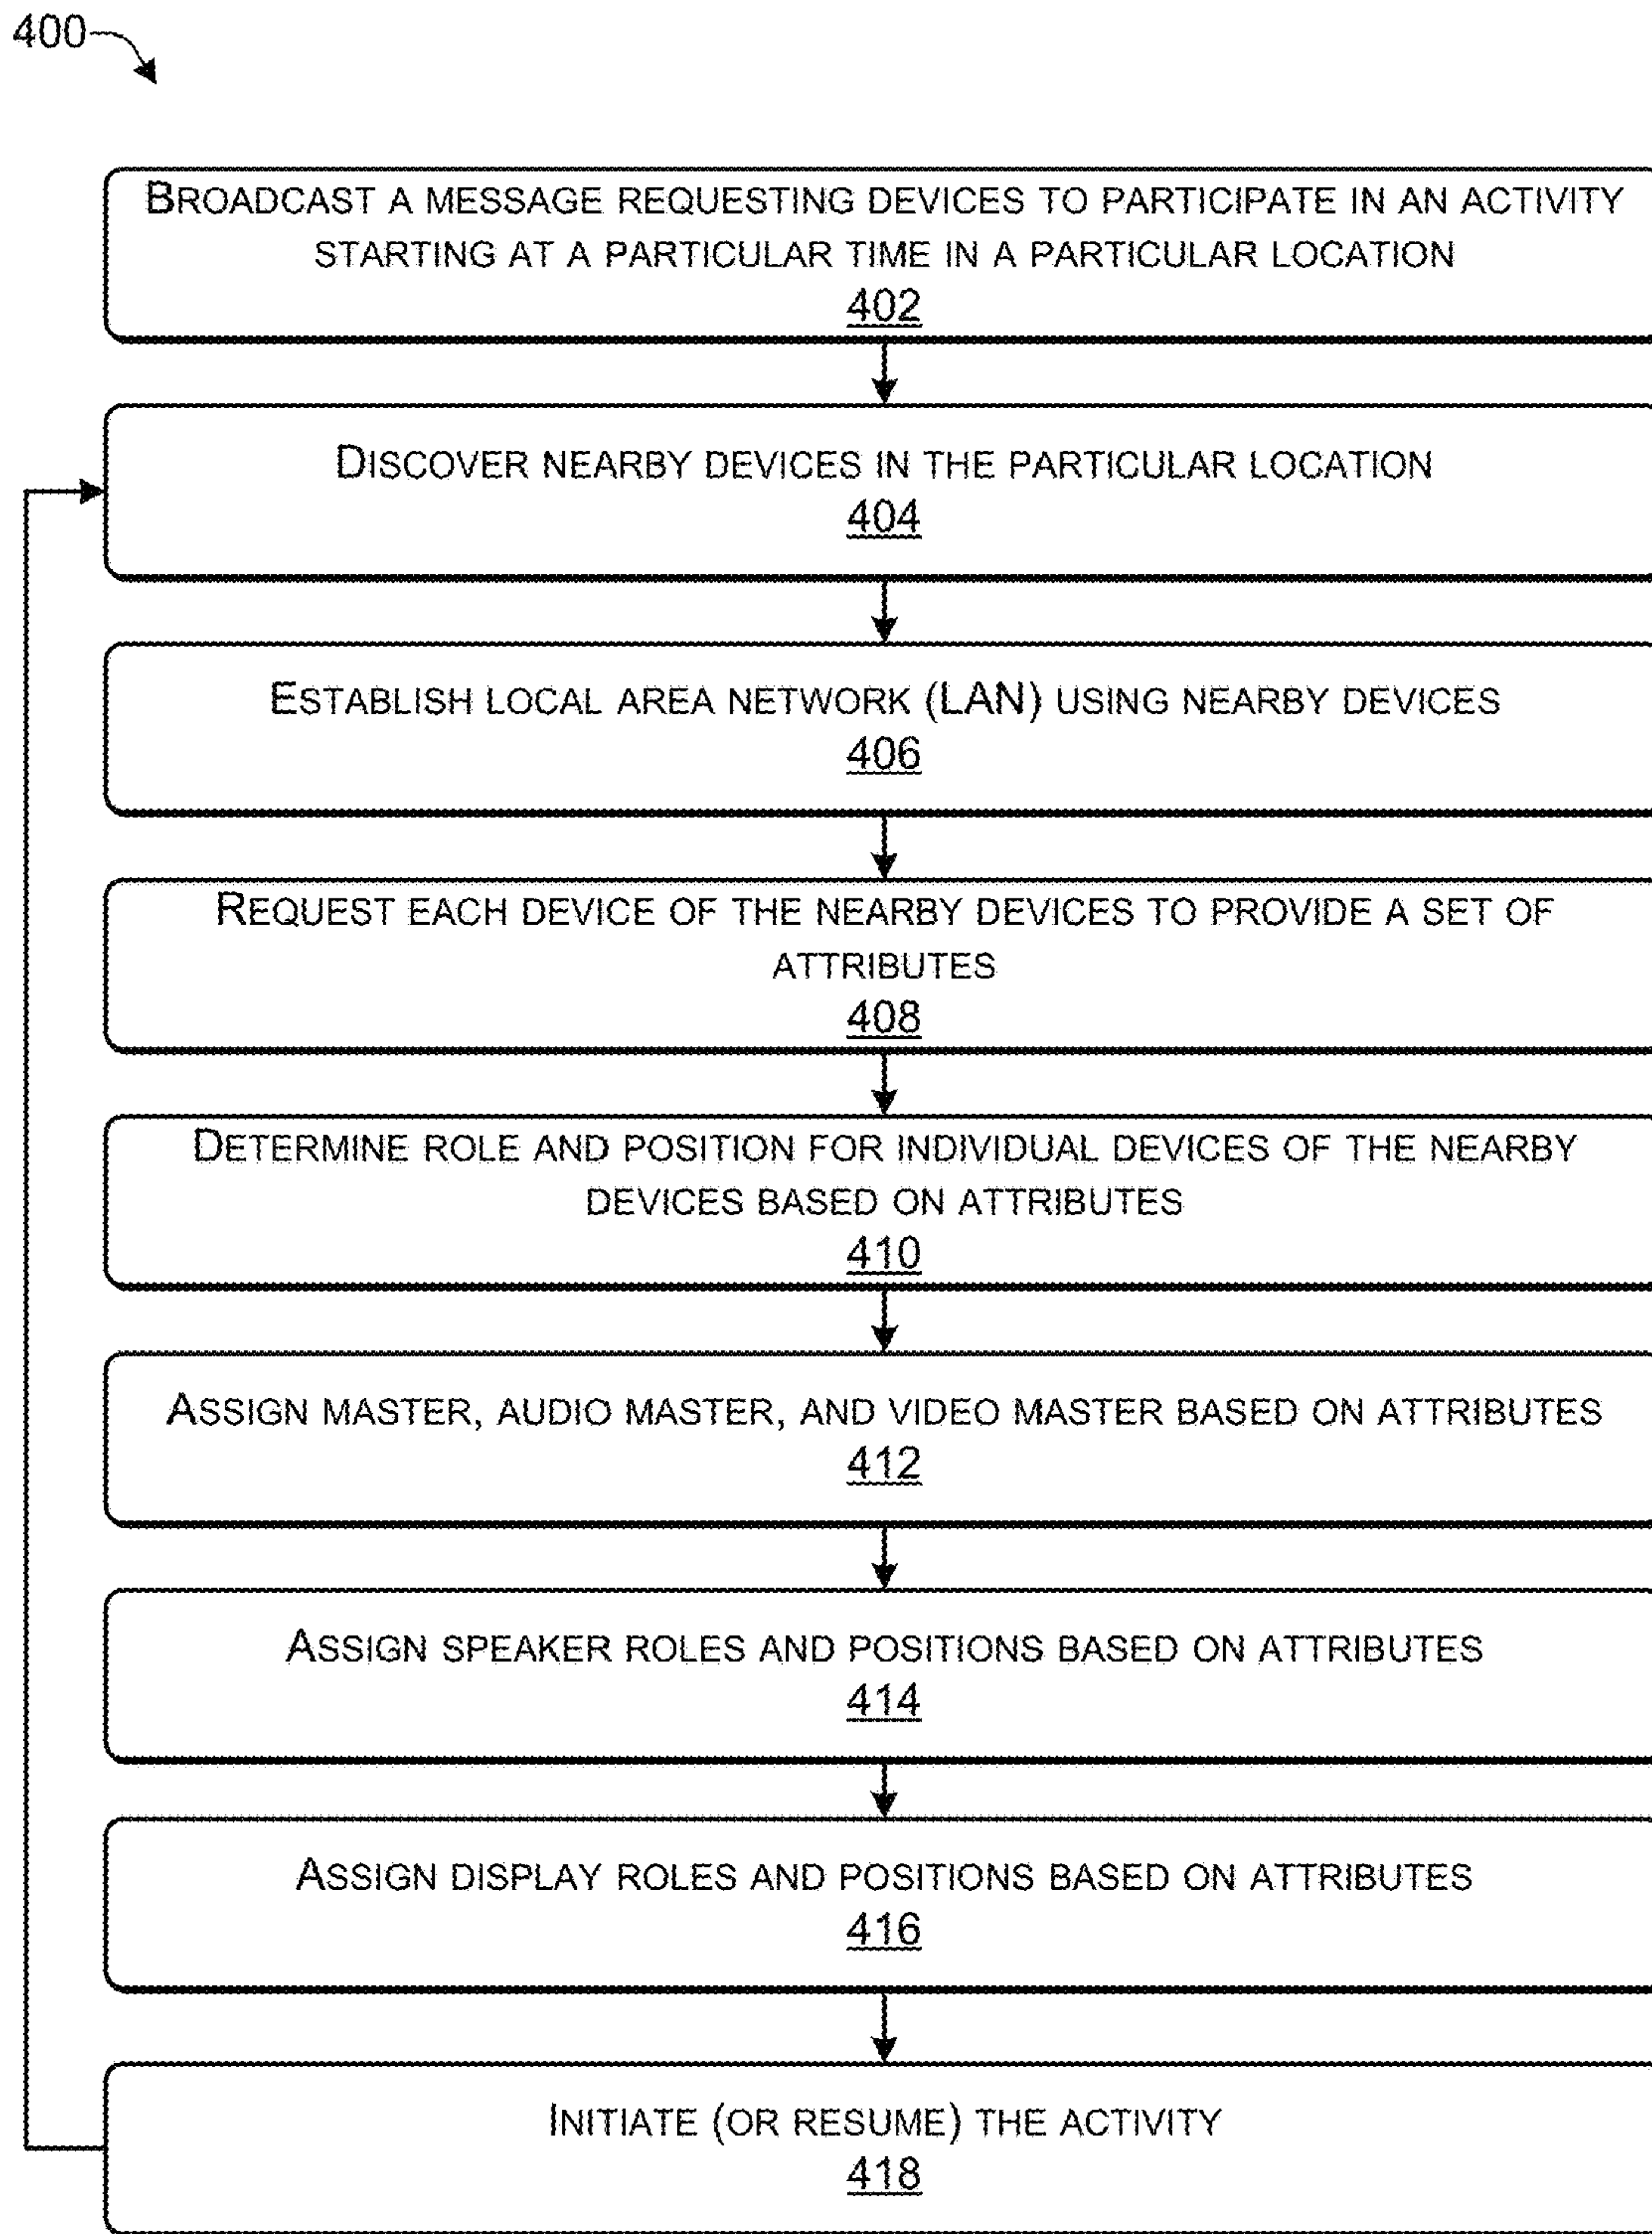 400
BROADCAST A MESSAGE REQUESTING DEVICES TO PARTICIPATE IN AN ACTIVITY
STARTING AT A PARTICULAR TIME IN A PARTICULAR LOCATION
402
DISCOVER NEARBY DEVICES IN THE PARTICULAR LOCATION
404
ESTABLISH LOCAL AREA NETWORK (LAN) USING NEARBY DEVICES
406
REQUEST EACH DEVICE OF THE NEARBY DEVICES TO PROVIDE A SET OF
ATTRIBUTES
408
DETERMINE ROLE AND POSITION FOR INDIVIDUAL DEVICES OF THE NEARBY
DEVICES BASED ON ATTRIBUTES
410
ASSIGN MASTER, AUDIO MASTER, AND VIDEO MASTER BASED ON ATTRIBUTES
412
ASSIGN SPEAKER ROLES AND POSITIONS BASED ON ATTRIBUTES
414
ASSIGN DISPLAY ROLES AND POSITIONS BASED ON ATTRIBUTES
416
INITIATE (OR RESUME) THE ACTIVITY
418